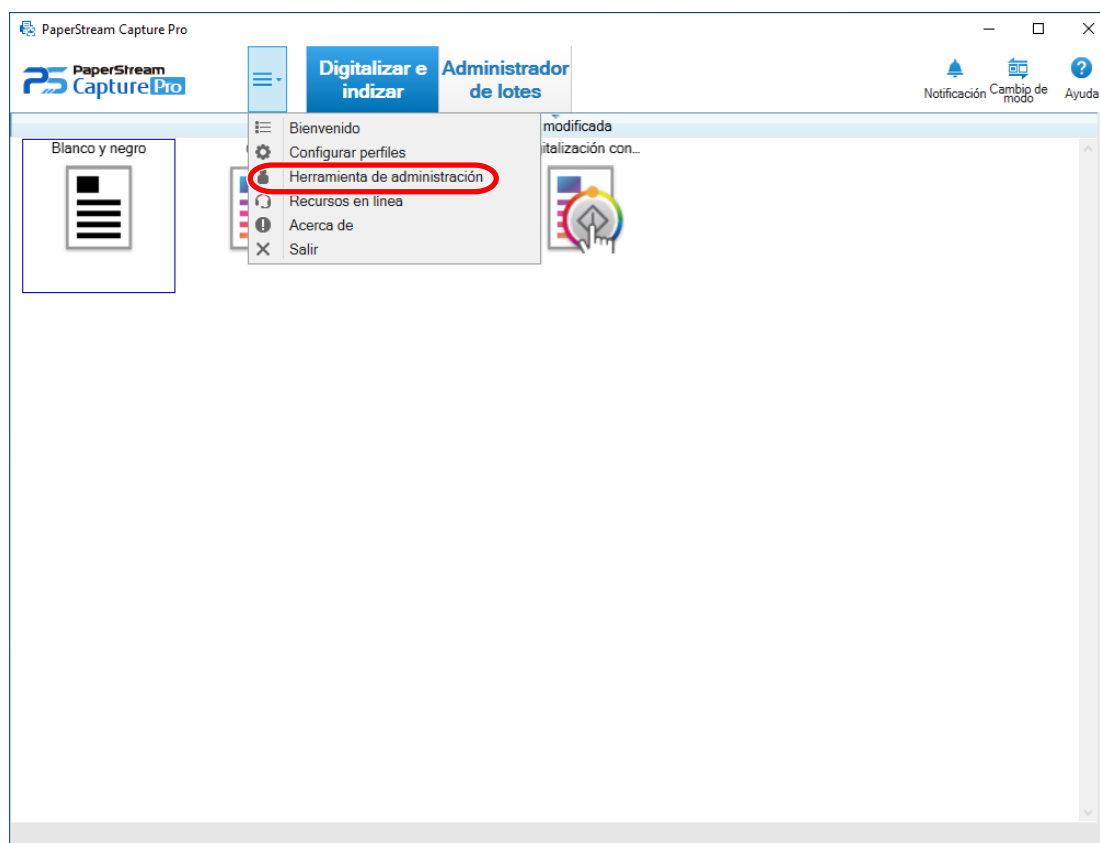 PaperStream Capture Pro
PaperStream
Capture Pro
Digitalizar e
indizar
Administrador
de lotes
Notificación
Cambio de
modo
Ayuda
modificada
Blanco y negro
italización con...
Bienvenido
Configurar perfiles
Herramienta de administración
Recursos en línea
Acerca de
Salir